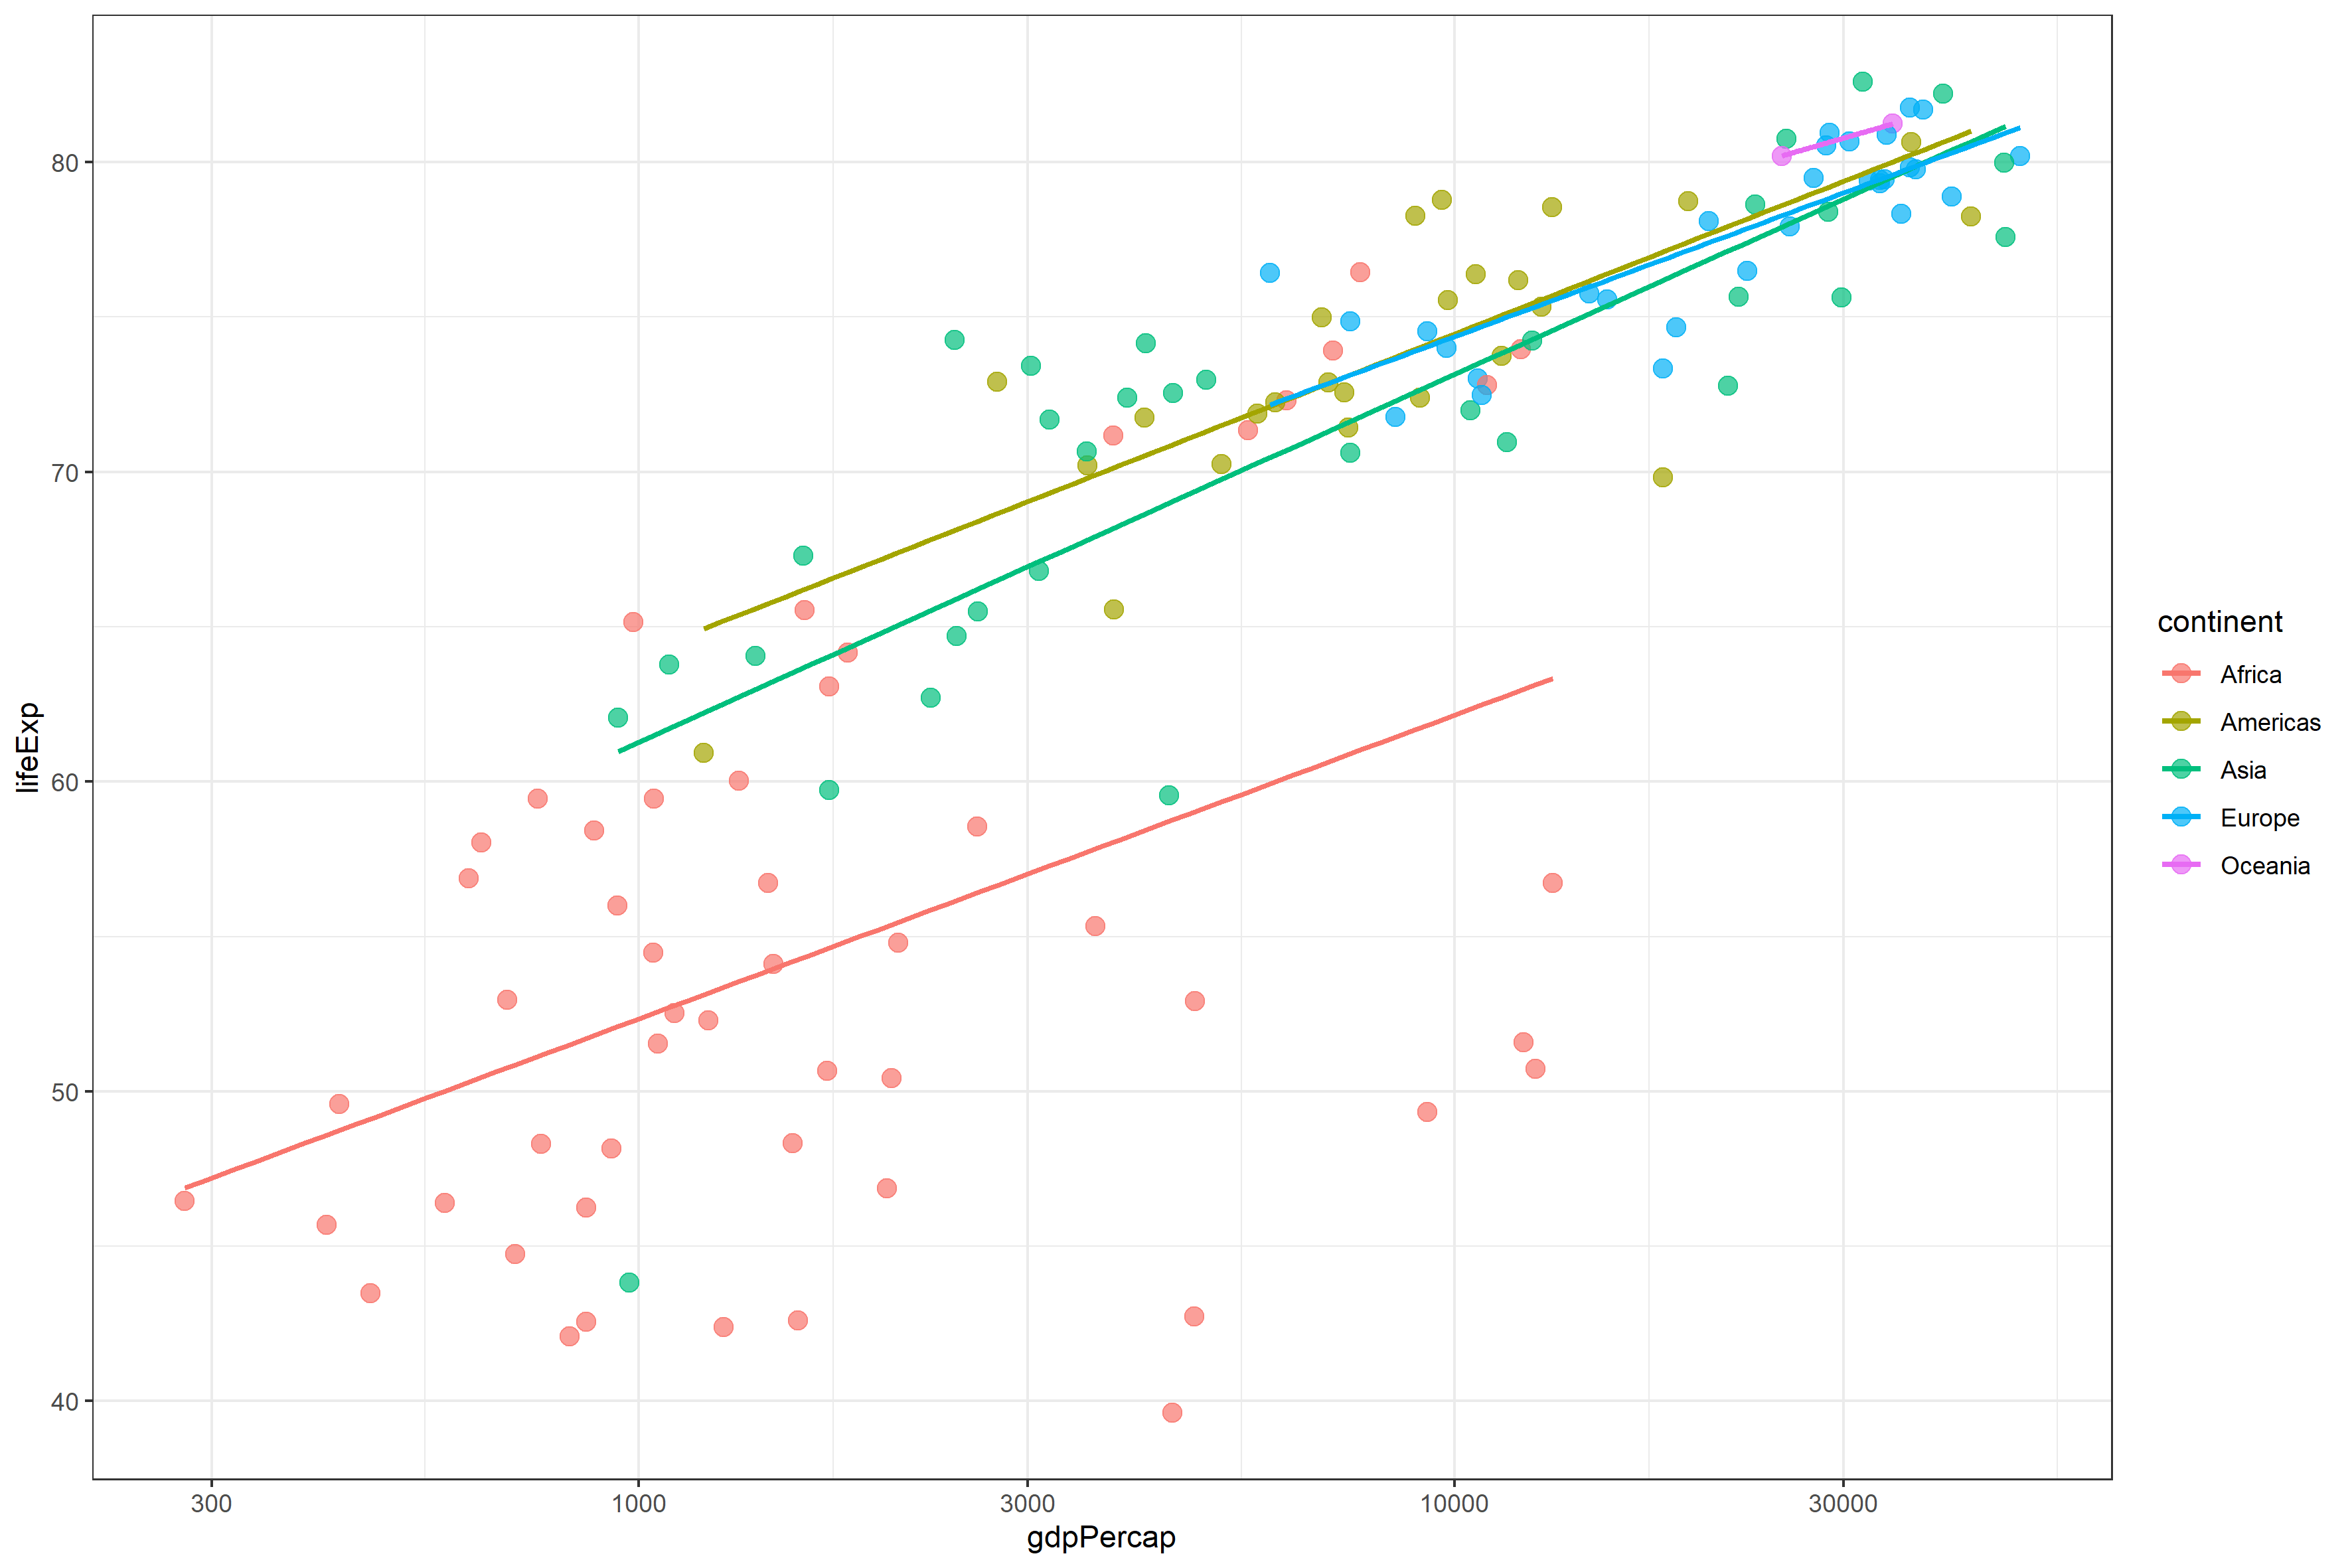 80
70
60
50
40
lifeExp
300 1000 3000 10000 30000
gdpPercap
continent
Africa
Americas
Asia
Europe
Oceania